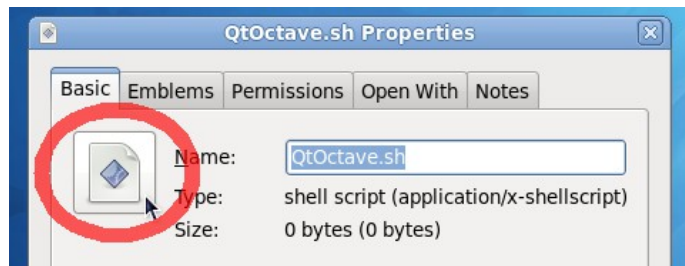 QtOctave.sh Properties
Basic Emblems Permissions Open With Notes
Name: QtOctave.sh
Type: shell script (application/x-shellscript)
Size: 0 bytes (0 bytes)